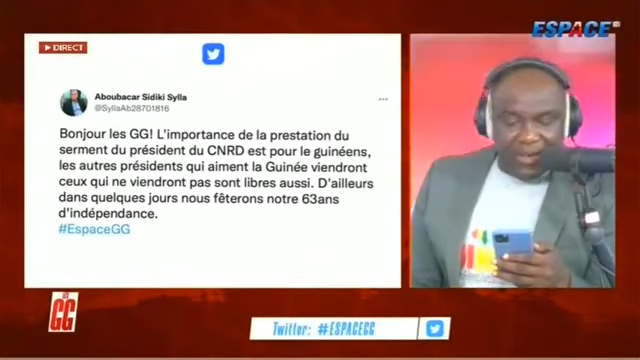 DIRECT
ESPACE
Aboubacar Sidiki Sylla
@SyllaAb28701816
Bonjour les GG! L'importance de la prestation du
serment du président du CNRD est pour le guinéens,
les autres présidents qui aiment la Guinée viendront
ceux qui ne viendront pas sont libres aussi. D'ailleurs
dans quelques jours nous fêterons notre 63ans
d'indépendance.
#EspaceGG
LES
GG
Twitter: #ESPACEGG